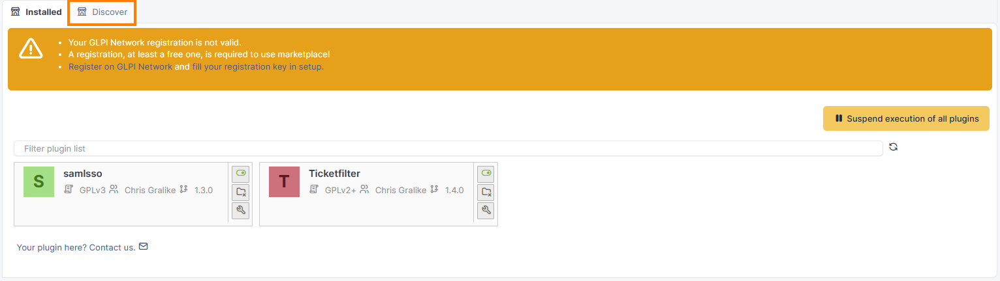 Installed Discover
Your GLPI Network registration is not valid.
A registration, at least a free one, is required to use marketplace!
Register on GLPI Network and fill your registration key in setup.
Suspend execution of all plugins
Filter plugin list
S samlsso
GPLv3 Chris Gralike 1.3.0
T Ticketfilter
GPLv2+ Chris Gralike 1.4.0
Your plugin here? Contact us.